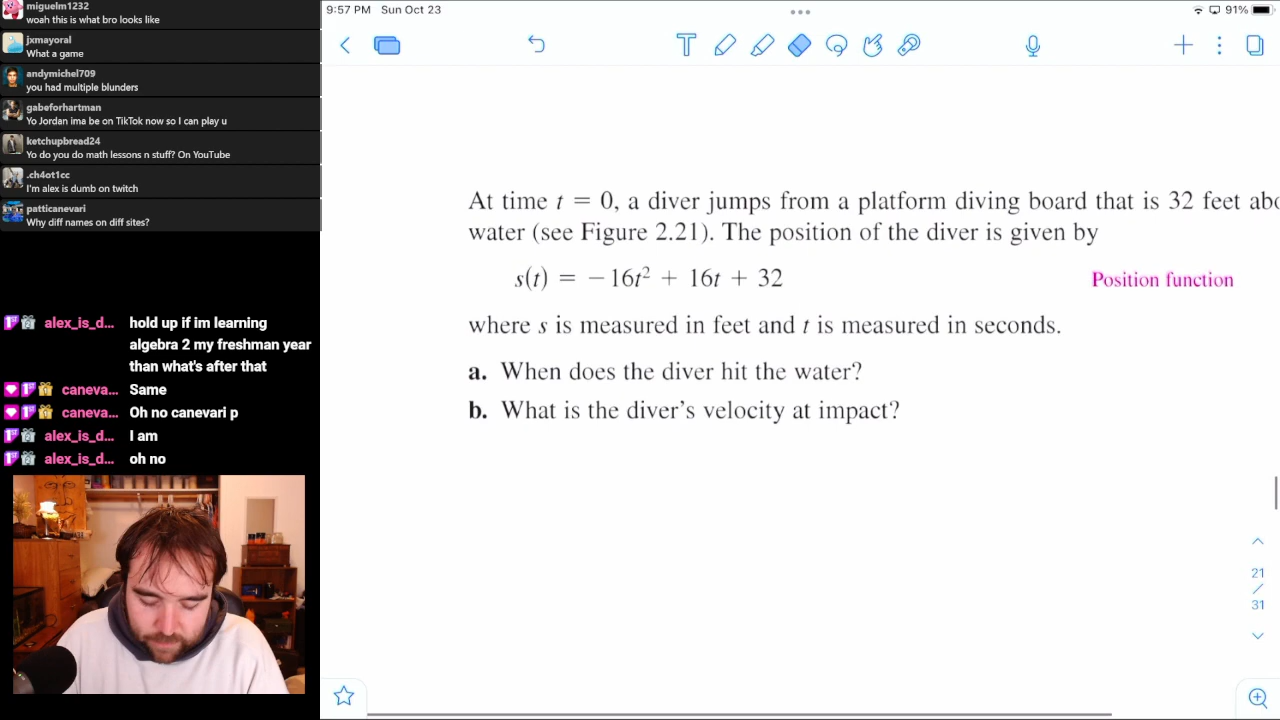 miguelm1232
woah this is what bro looks like
jxmayoral
What a game
andymichel709
you had multiple blunders
gabeforhartman
Yo Jordan ima be on TikTok now so I can play u
ketchupbread24
Yo do you do math lessons n stuff? On YouTube
.ch4ot1cc
I'm alex is dumb on twitch
patticanevari
Why diff names on diff sites?
alex_is_d... hold up if im learning
algebra 2 my freshman year
than what's after that
caneva... Same
caneva... Oh no canevari p
alex_is_d... I am
alex_is_d... oh no
9:57 PM Sun Oct 23
91%
At time t = 0, a diver jumps from a platform diving board that is 32 feet abo
water (see Figure 2.21). The position of the diver is given by
s(t) = −16t² + 16t + 32 Position function
where s is measured in feet and t is measured in seconds.
a. When does the diver hit the water?
b. What is the diver's velocity at impact?
21
/
31